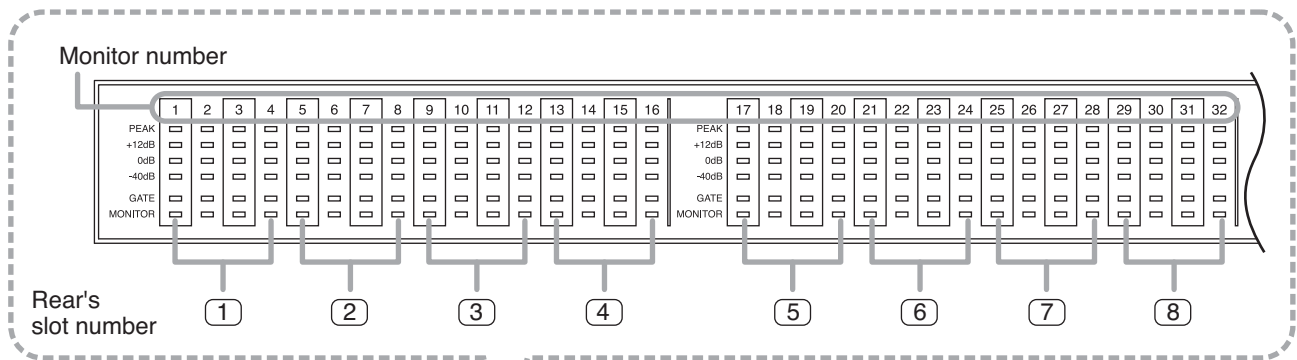 Monitor number
1 2 3 4 5 6 7 8 9 10 11 12 13 14 15 16 17 18 19 20 21 22 23 24 25 26 27 28 29 30 31 32
PEAK PEAK
+12dB +12dB
0dB 0dB
-40dB -40dB
GATE GATE
MONITOR MONITOR
Rear's
slot number
1 2 3 4 5 6 7 8